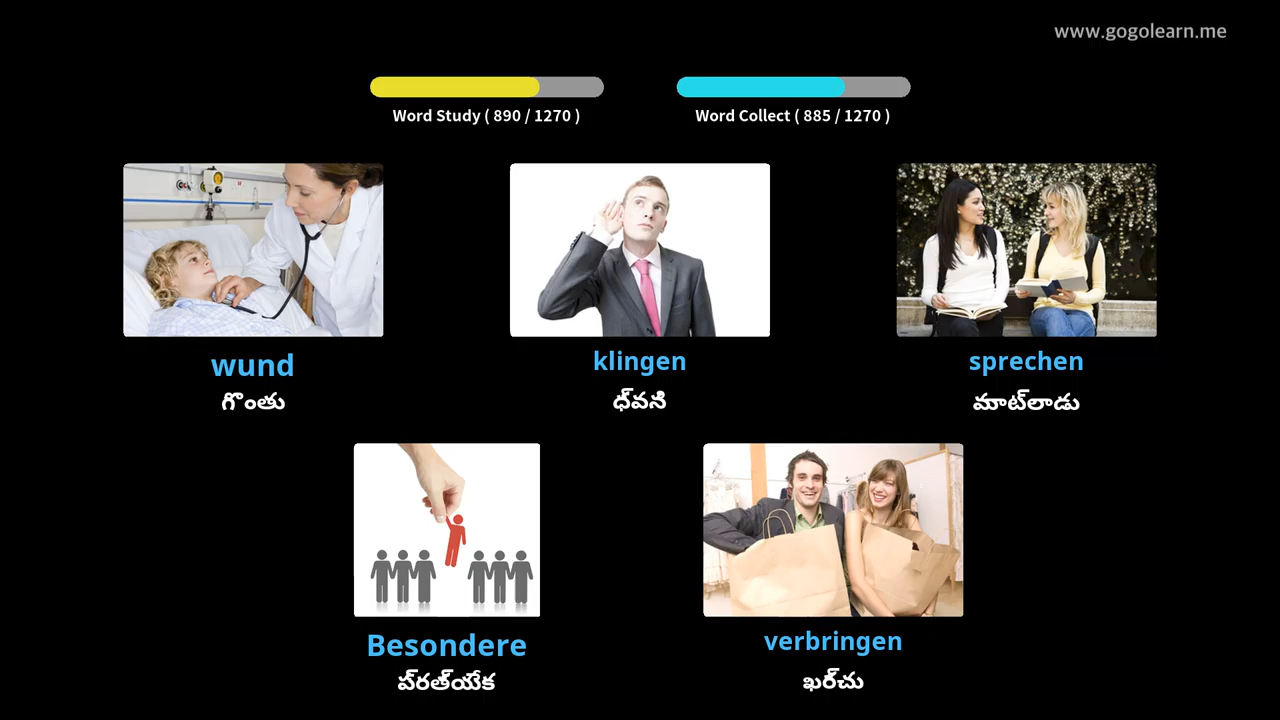 www.gogolearn.me
Word Study ( 890 / 1270 )
Word Collect ( 885 / 1270 )
wund
గొంతు
klingen
ధ్‌వని
sprechen
మాట్‌లాడు
Besondere
ప్‌రత్‌యేక
verbringen
ఖర్‌చు